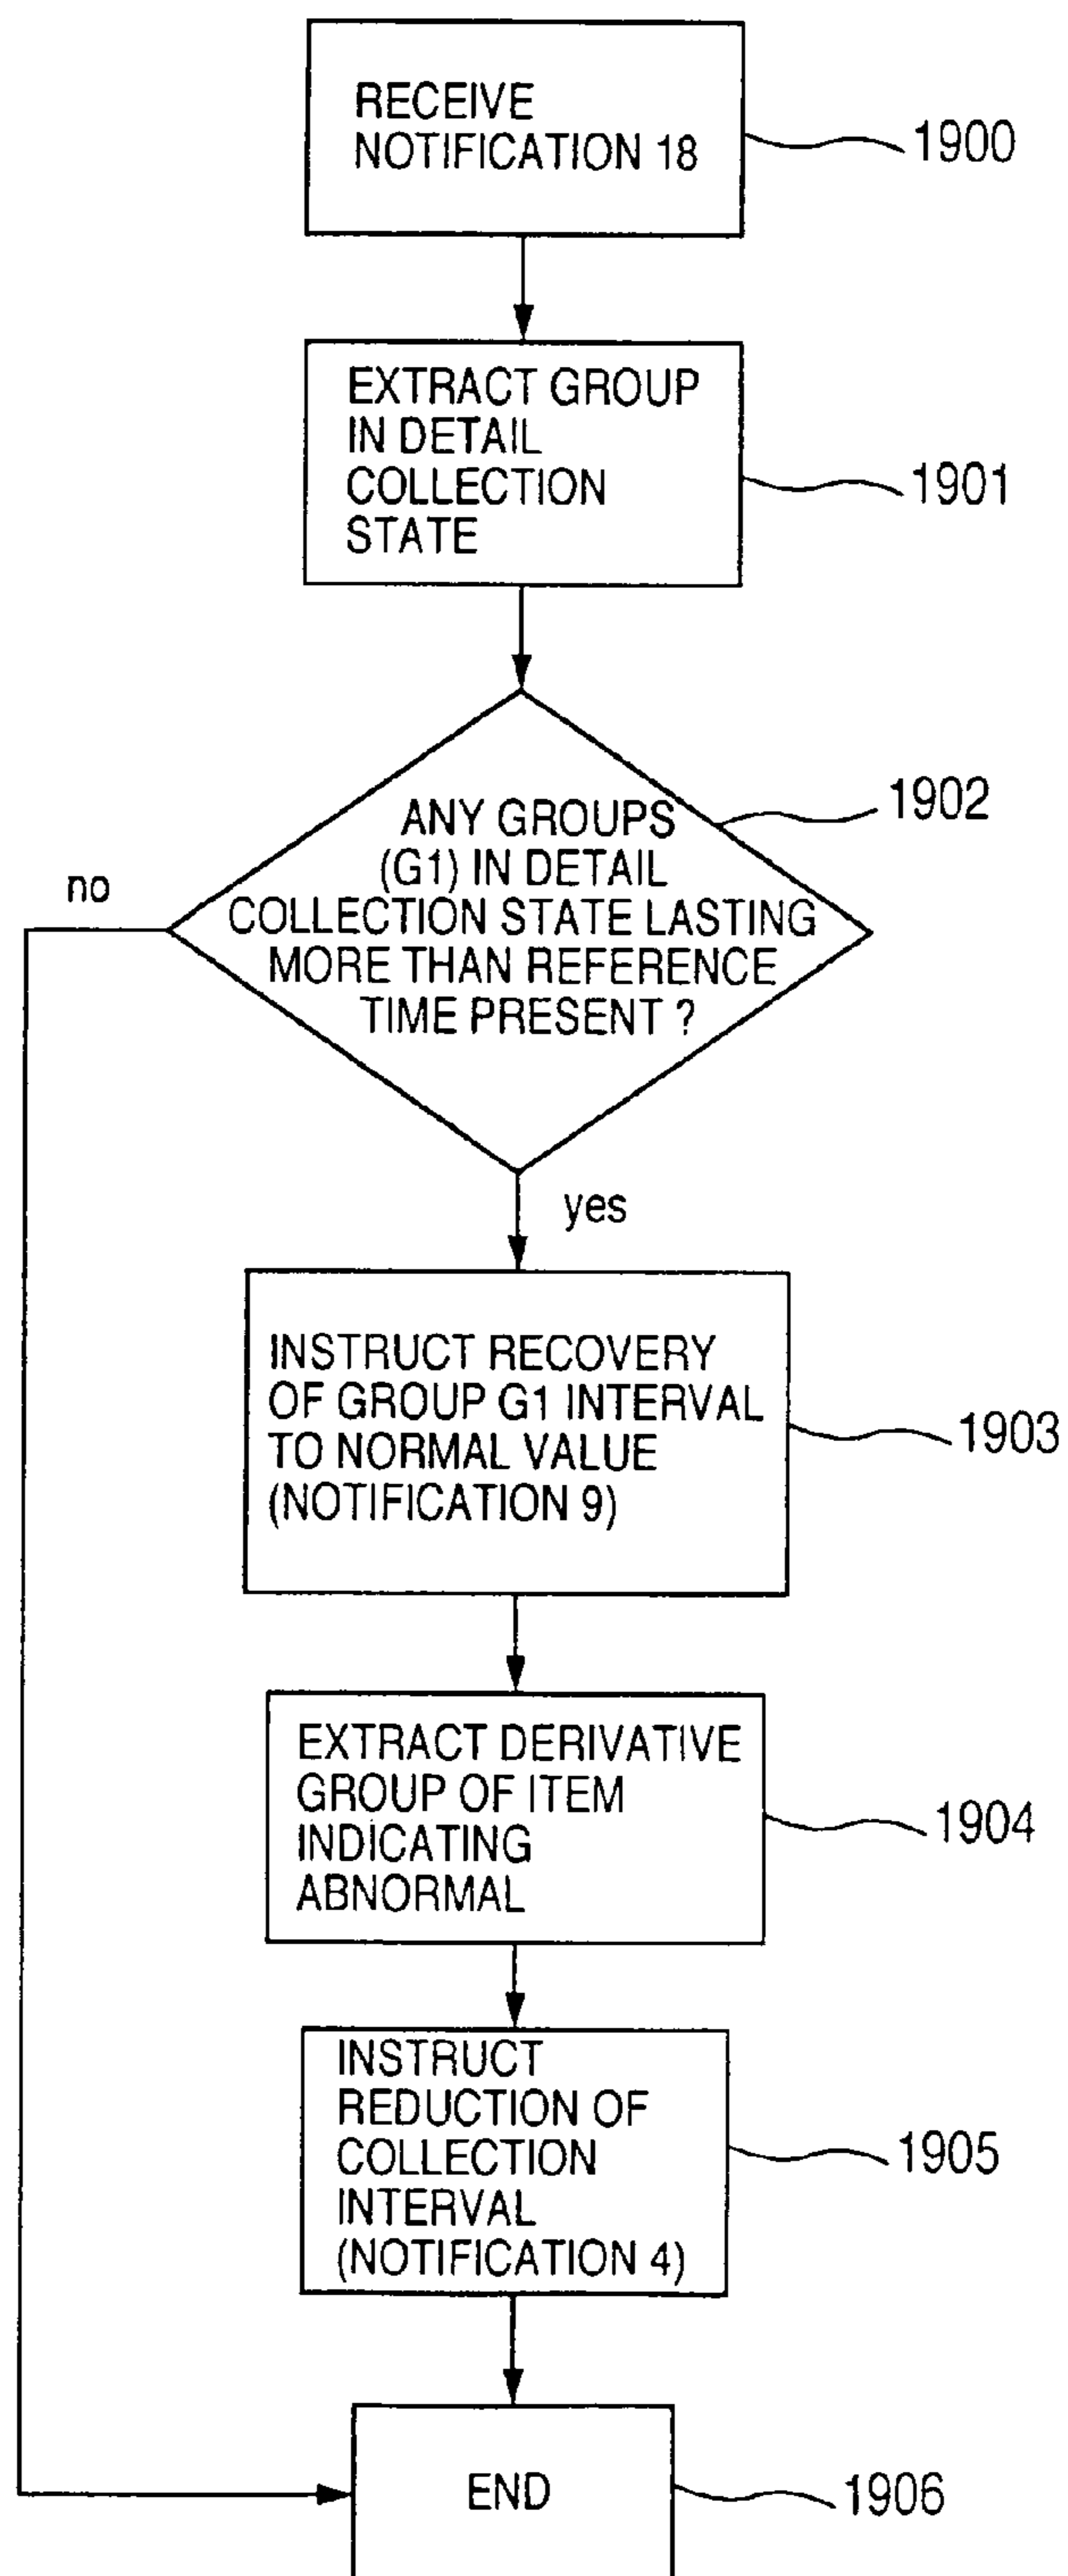 RECEIVE
NOTIFICATION 18
1900
EXTRACT GROUP
IN DETAIL
COLLECTION
STATE
1901
ANY GROUPS
(G1) IN DETAIL
COLLECTION STATE LASTING
MORE THAN REFERENCE
TIME PRESENT ?
1902
no
yes
INSTRUCT RECOVERY
OF GROUP G1 INTERVAL
TO NORMAL VALUE
(NOTIFICATION 9)
1903
EXTRACT DERIVATIVE
GROUP OF ITEM
INDICATING
ABNORMAL
1904
INSTRUCT
REDUCTION OF
COLLECTION
INTERVAL
(NOTIFICATION 4)
1905
END
1906